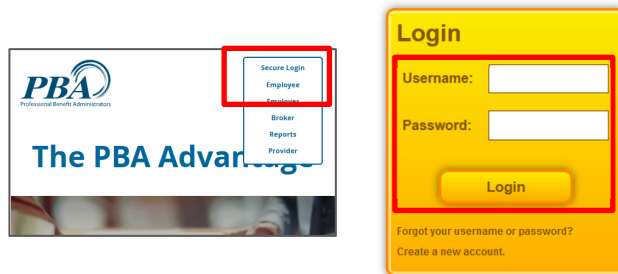 PBA
Professional Benefit Administrators
Secure Login
Employee
Employer
Broker
Reports
Provider
The PBA Advantage
Login
Username:
Password:
Login
Forgot your username or password?
Create a new account.